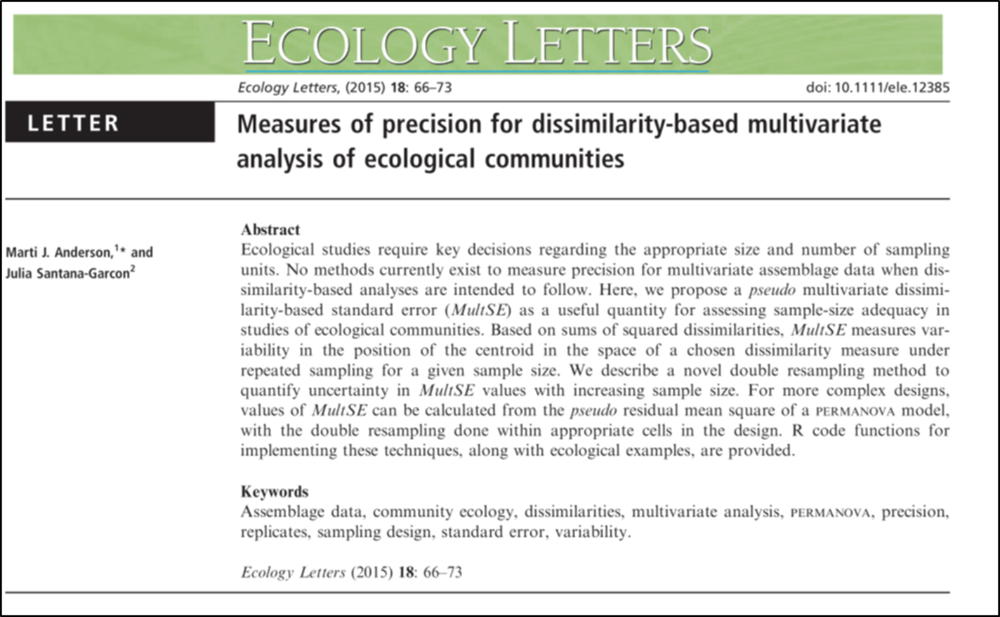 ECOLOGY LETTERS
Ecology Letters, (2015) 18: 66–73
doi: 10.1111/ele.12385
LETTER
Measures of precision for dissimilarity-based multivariate
analysis of ecological communities
Marti J. Anderson,1* and
Julia Santana-Garcon2
Abstract
Ecological studies require key decisions regarding the appropriate size and number of sampling
units. No methods currently exist to measure precision for multivariate assemblage data when dis-
similarity-based analyses are intended to follow. Here, we propose a pseudo multivariate dissimi-
larity-based standard error (MultSE) as a useful quantity for assessing sample-size adequacy in
studies of ecological communities. Based on sums of squared dissimilarities, MultSE measures var-
iability in the position of the centroid in the space of a chosen dissimilarity measure under
repeated sampling for a given sample size. We describe a novel double resampling method to
quantify uncertainty in MultSE values with increasing sample size. For more complex designs,
values of MultSE can be calculated from the pseudo residual mean square of a PERMANOVA model,
with the double resampling done within appropriate cells in the design. R code functions for
implementing these techniques, along with ecological examples, are provided.
Keywords
Assemblage data, community ecology, dissimilarities, multivariate analysis, PERMANOVA, precision,
replicates, sampling design, standard error, variability.
Ecology Letters (2015) 18: 66–73